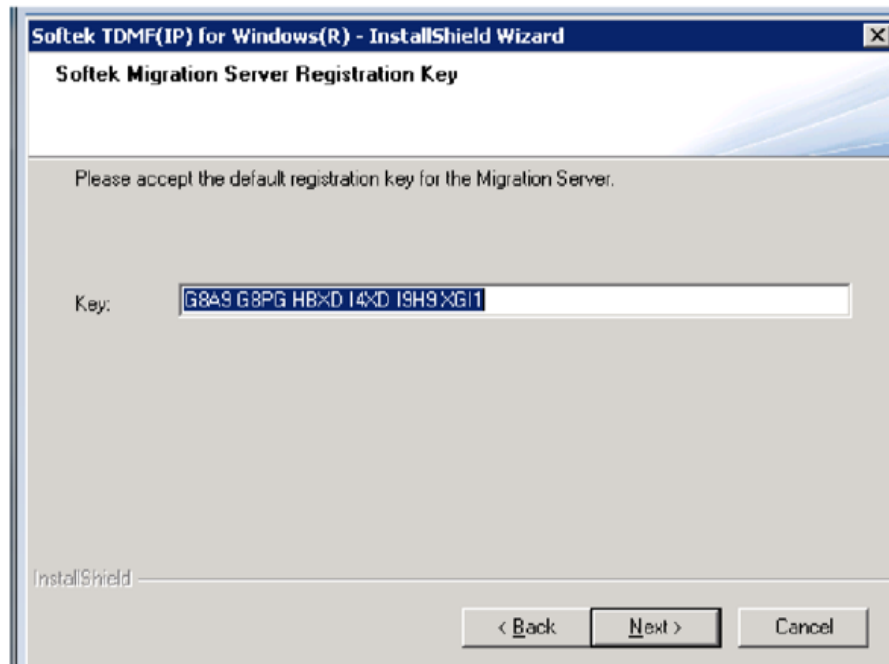 Softek TDMF(IP) for Windows(R) - InstallShield Wizard
Softek Migration Server Registration Key
Please accept the default registration key for the Migration Server.
Key: G8A9 G8PG HBXD I4XD I9H9 XGI1
InstallShield
< Back Next > Cancel